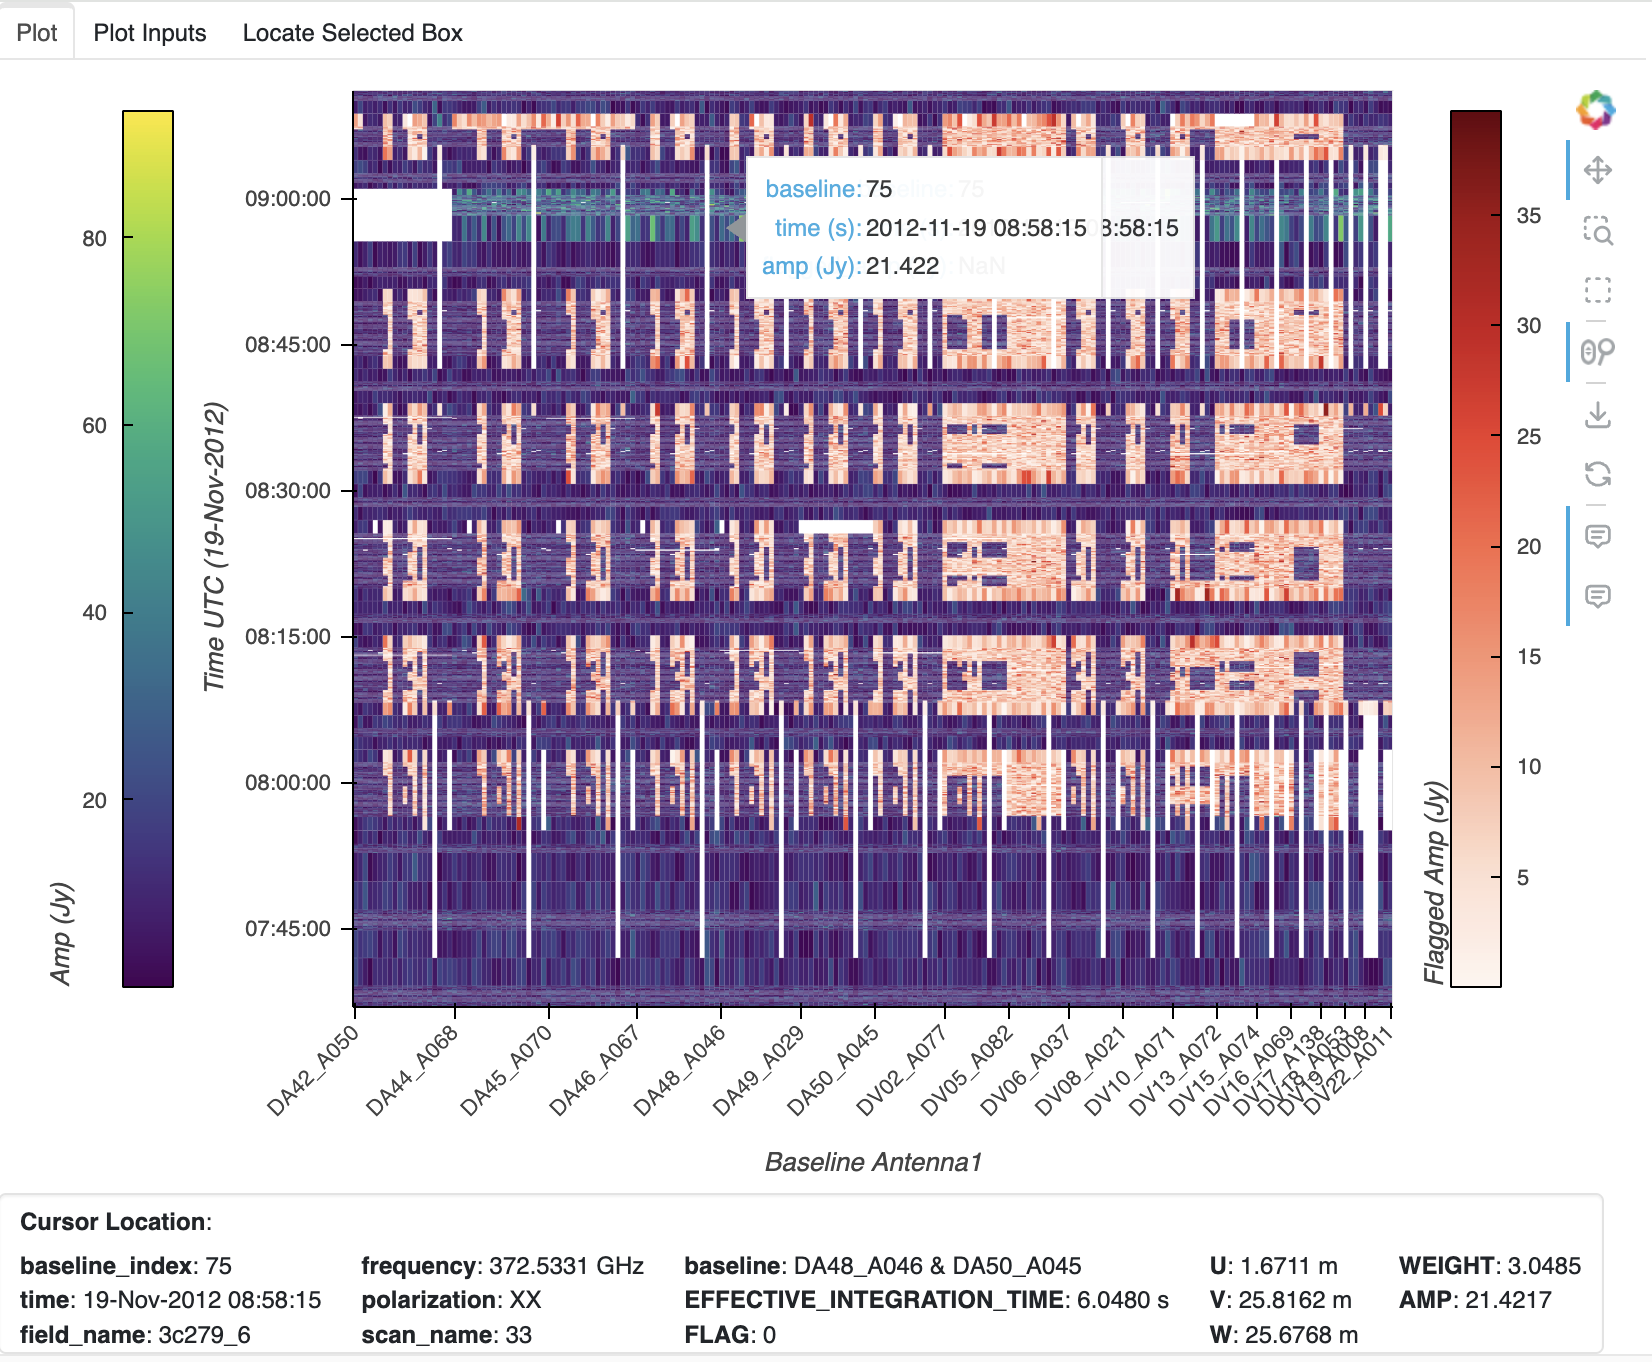 Plot Plot Inputs Locate Selected Box
80
60
40
20
Amp (Jy)
Time UTC (19-Nov-2012)
09:00:00
08:45:00
08:30:00
08:15:00
08:00:00
07:45:00
baseline: 75 eline: 75
time (s): 2012-11-19 08:58:15 8:58:15
amp (Jy): 21.422 NaN
35
30
25
20
15
10
5
Flagged Amp (Jy)
DA42_A050
DA44_A068
DA45_A070
DA46_A067
DA48_A046
DA49_A029
DA50_A045
DV02_A077
DV05_A082
DV06_A037
DV08_A021
DV10_A071
DV13_A072
DV15_A074
DV16_A069
DV17_A138
DV18_A053
DV19_A008
DV22_A011
Baseline Antenna1
Cursor Location:
baseline_index: 75 frequency: 372.5331 GHz baseline: DA48_A046 & DA50_A045 U: 1.6711 m WEIGHT: 3.0485
time: 19-Nov-2012 08:58:15 polarization: XX EFFECTIVE_INTEGRATION_TIME: 6.0480 s V: 25.8162 m AMP: 21.4217
field_name: 3c279_6 scan_name: 33 FLAG: 0 W: 25.6768 m